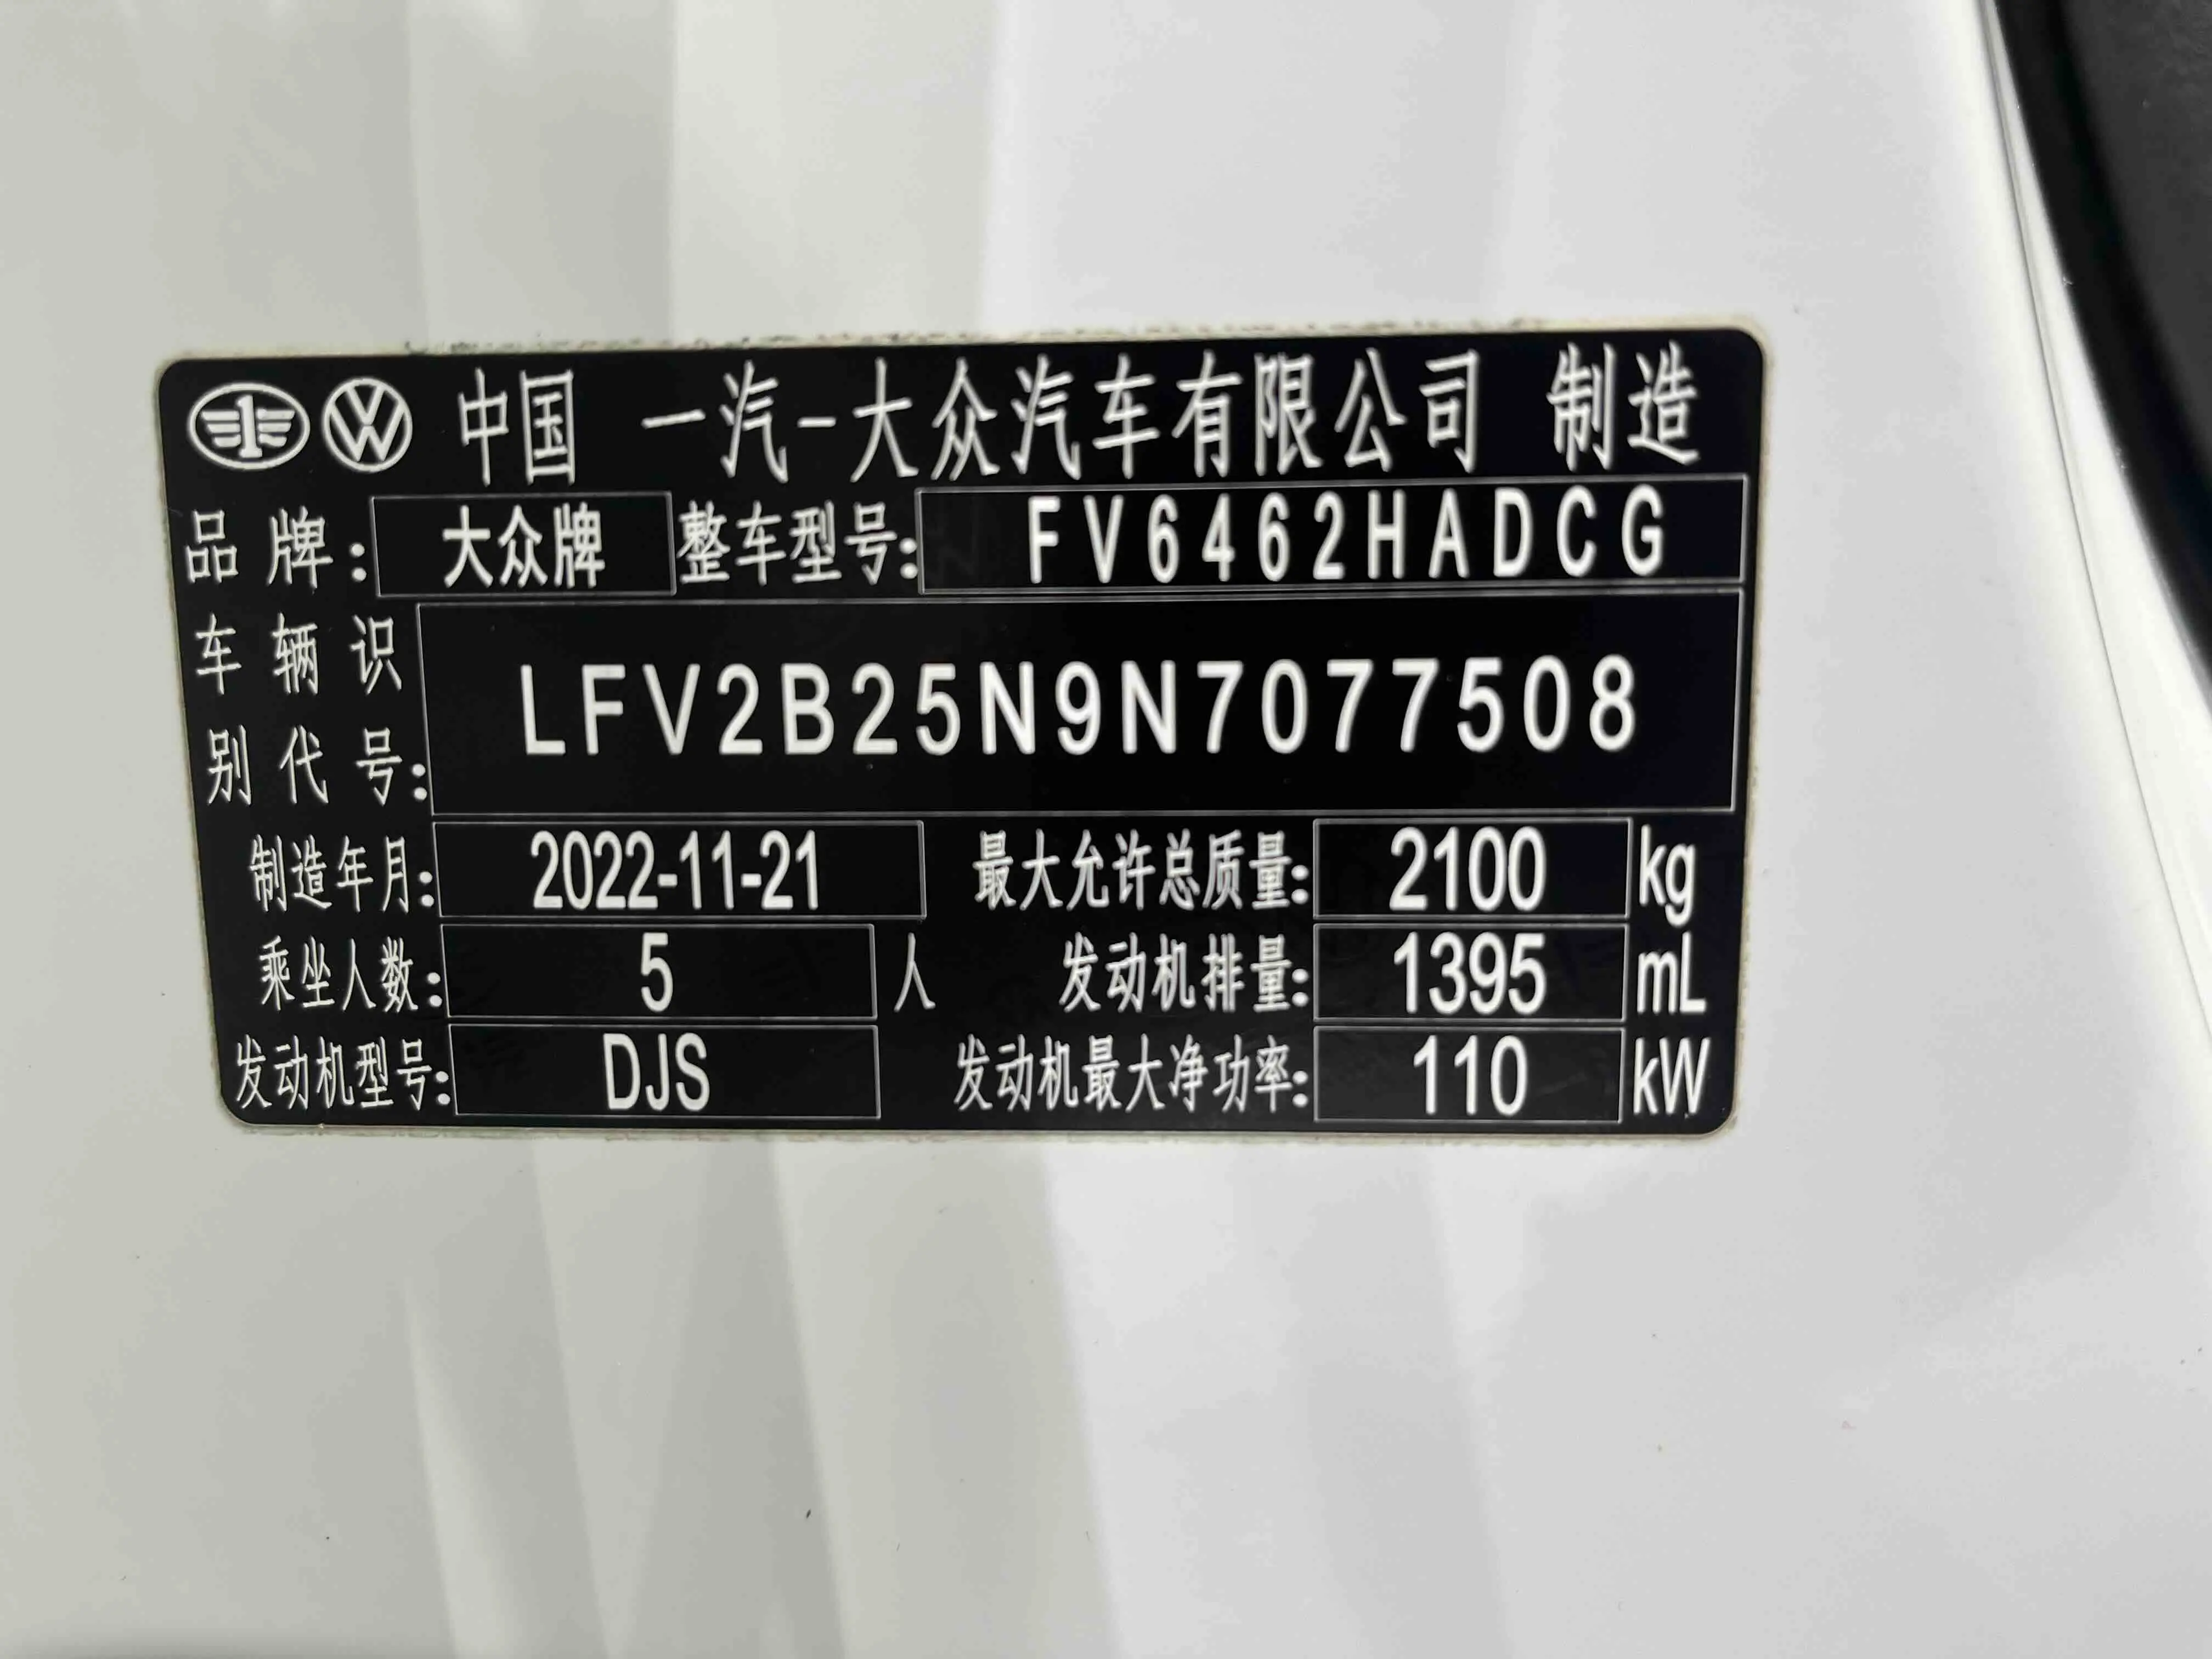 中国 一汽-大众汽车有限公司 制造
品牌: 大众牌 整车型号: FV6462HADCG
车辆识
别代号: LFV2B25N9N7077508
制造年月: 2022-11-21 最大允许总质量: 2100 kg
乘坐人数: 5 人 发动机排量: 1395 mL
发动机型号: DJS 发动机最大净功率: 110 kW